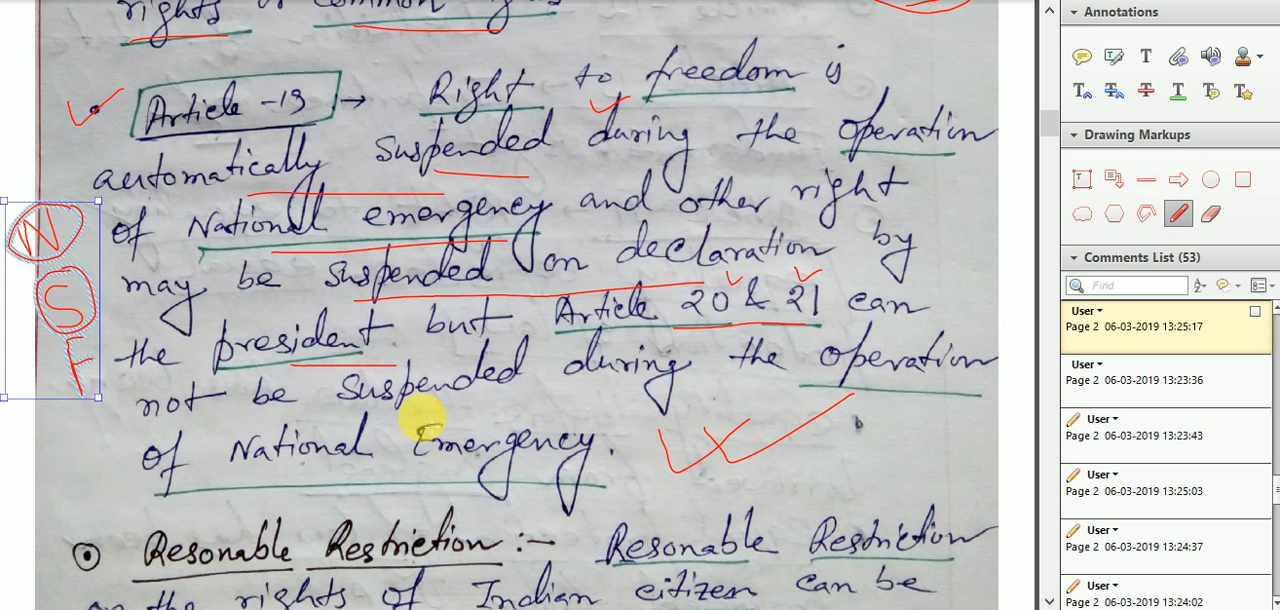 rights or common rights
Article -19 → Right to freedom is
automatically suspended during the operation
of National emergency and other right
may be suspended on declaration by
the president. but Article 20 & 21 can
not be suspended during the operation
of National Emergency.
Resonable Restriction :- Resonable Restriction
on the rights of Indian citizen can be
N
S
F
Annotations
T
T T T T T T
Drawing Markups
T
Comments List (53)
Find
User
Page 2 06-03-2019 13:25:17
User
Page 2 06-03-2019 13:23:36
User
Page 2 06-03-2019 13:23:43
User
Page 2 06-03-2019 13:25:03
User
Page 2 06-03-2019 13:24:37
User
Page 2 06-03-2019 13:24:02